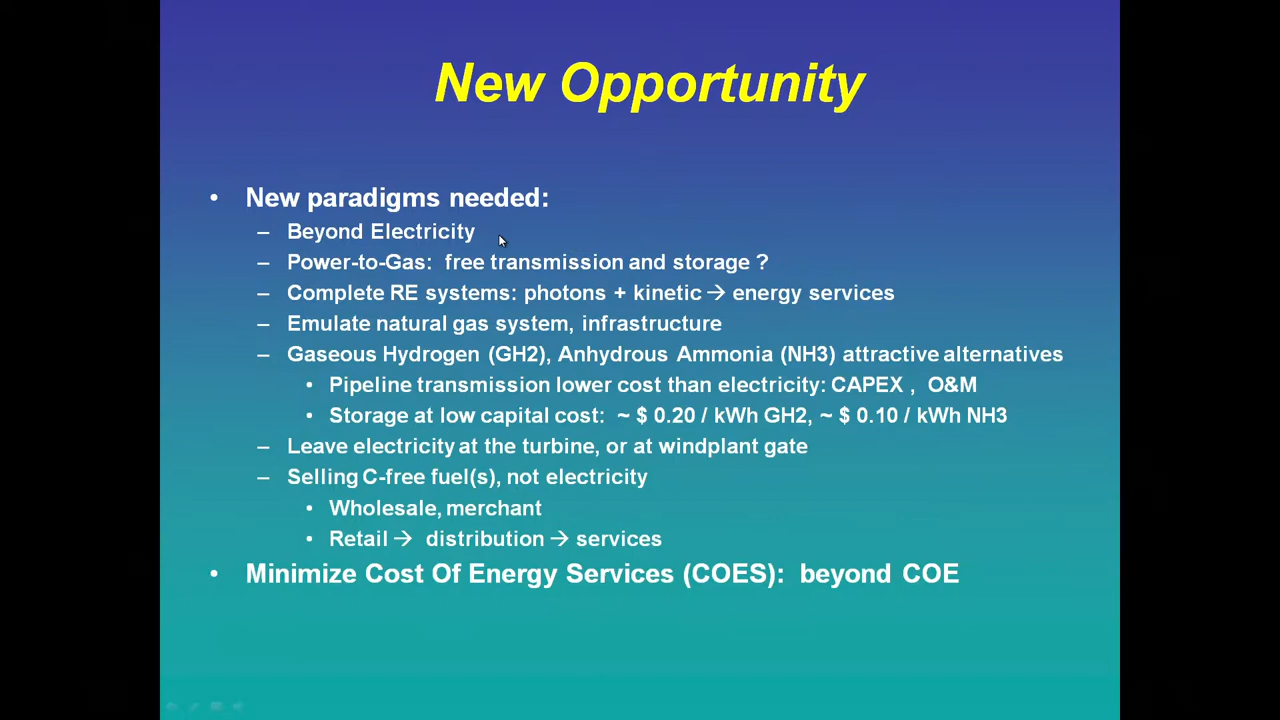 New Opportunity
• New paradigms needed:
– Beyond Electricity
– Power-to-Gas: free transmission and storage ?
– Complete RE systems: photons + kinetic → energy services
– Emulate natural gas system, infrastructure
– Gaseous Hydrogen (GH2), Anhydrous Ammonia (NH3) attractive alternatives
• Pipeline transmission lower cost than electricity: CAPEX , O&M
• Storage at low capital cost: ~ $ 0.20 / kWh GH2, ~ $ 0.10 / kWh NH3
– Leave electricity at the turbine, or at windplant gate
– Selling C-free fuel(s), not electricity
• Wholesale, merchant
• Retail → distribution → services
• Minimize Cost Of Energy Services (COES): beyond COE